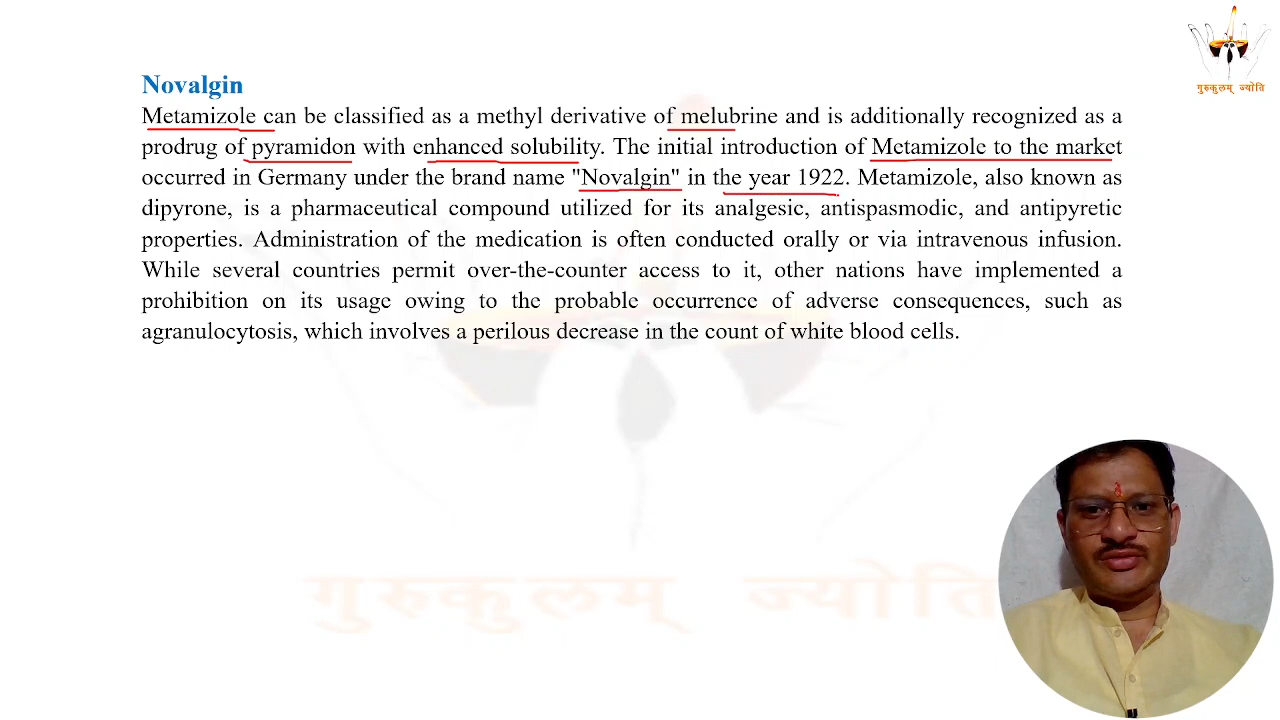 गुरुकुलम् ज्योति
Novalgin
Metamizole can be classified as a methyl derivative of melubrine and is additionally recognized as a
prodrug of pyramidon with enhanced solubility. The initial introduction of Metamizole to the market
occurred in Germany under the brand name "Novalgin" in the year 1922. Metamizole, also known as
dipyrone, is a pharmaceutical compound utilized for its analgesic, antispasmodic, and antipyretic
properties. Administration of the medication is often conducted orally or via intravenous infusion.
While several countries permit over-the-counter access to it, other nations have implemented a
prohibition on its usage owing to the probable occurrence of adverse consequences, such as
agranulocytosis, which involves a perilous decrease in the count of white blood cells.
गुरुकुलम् ज्योति